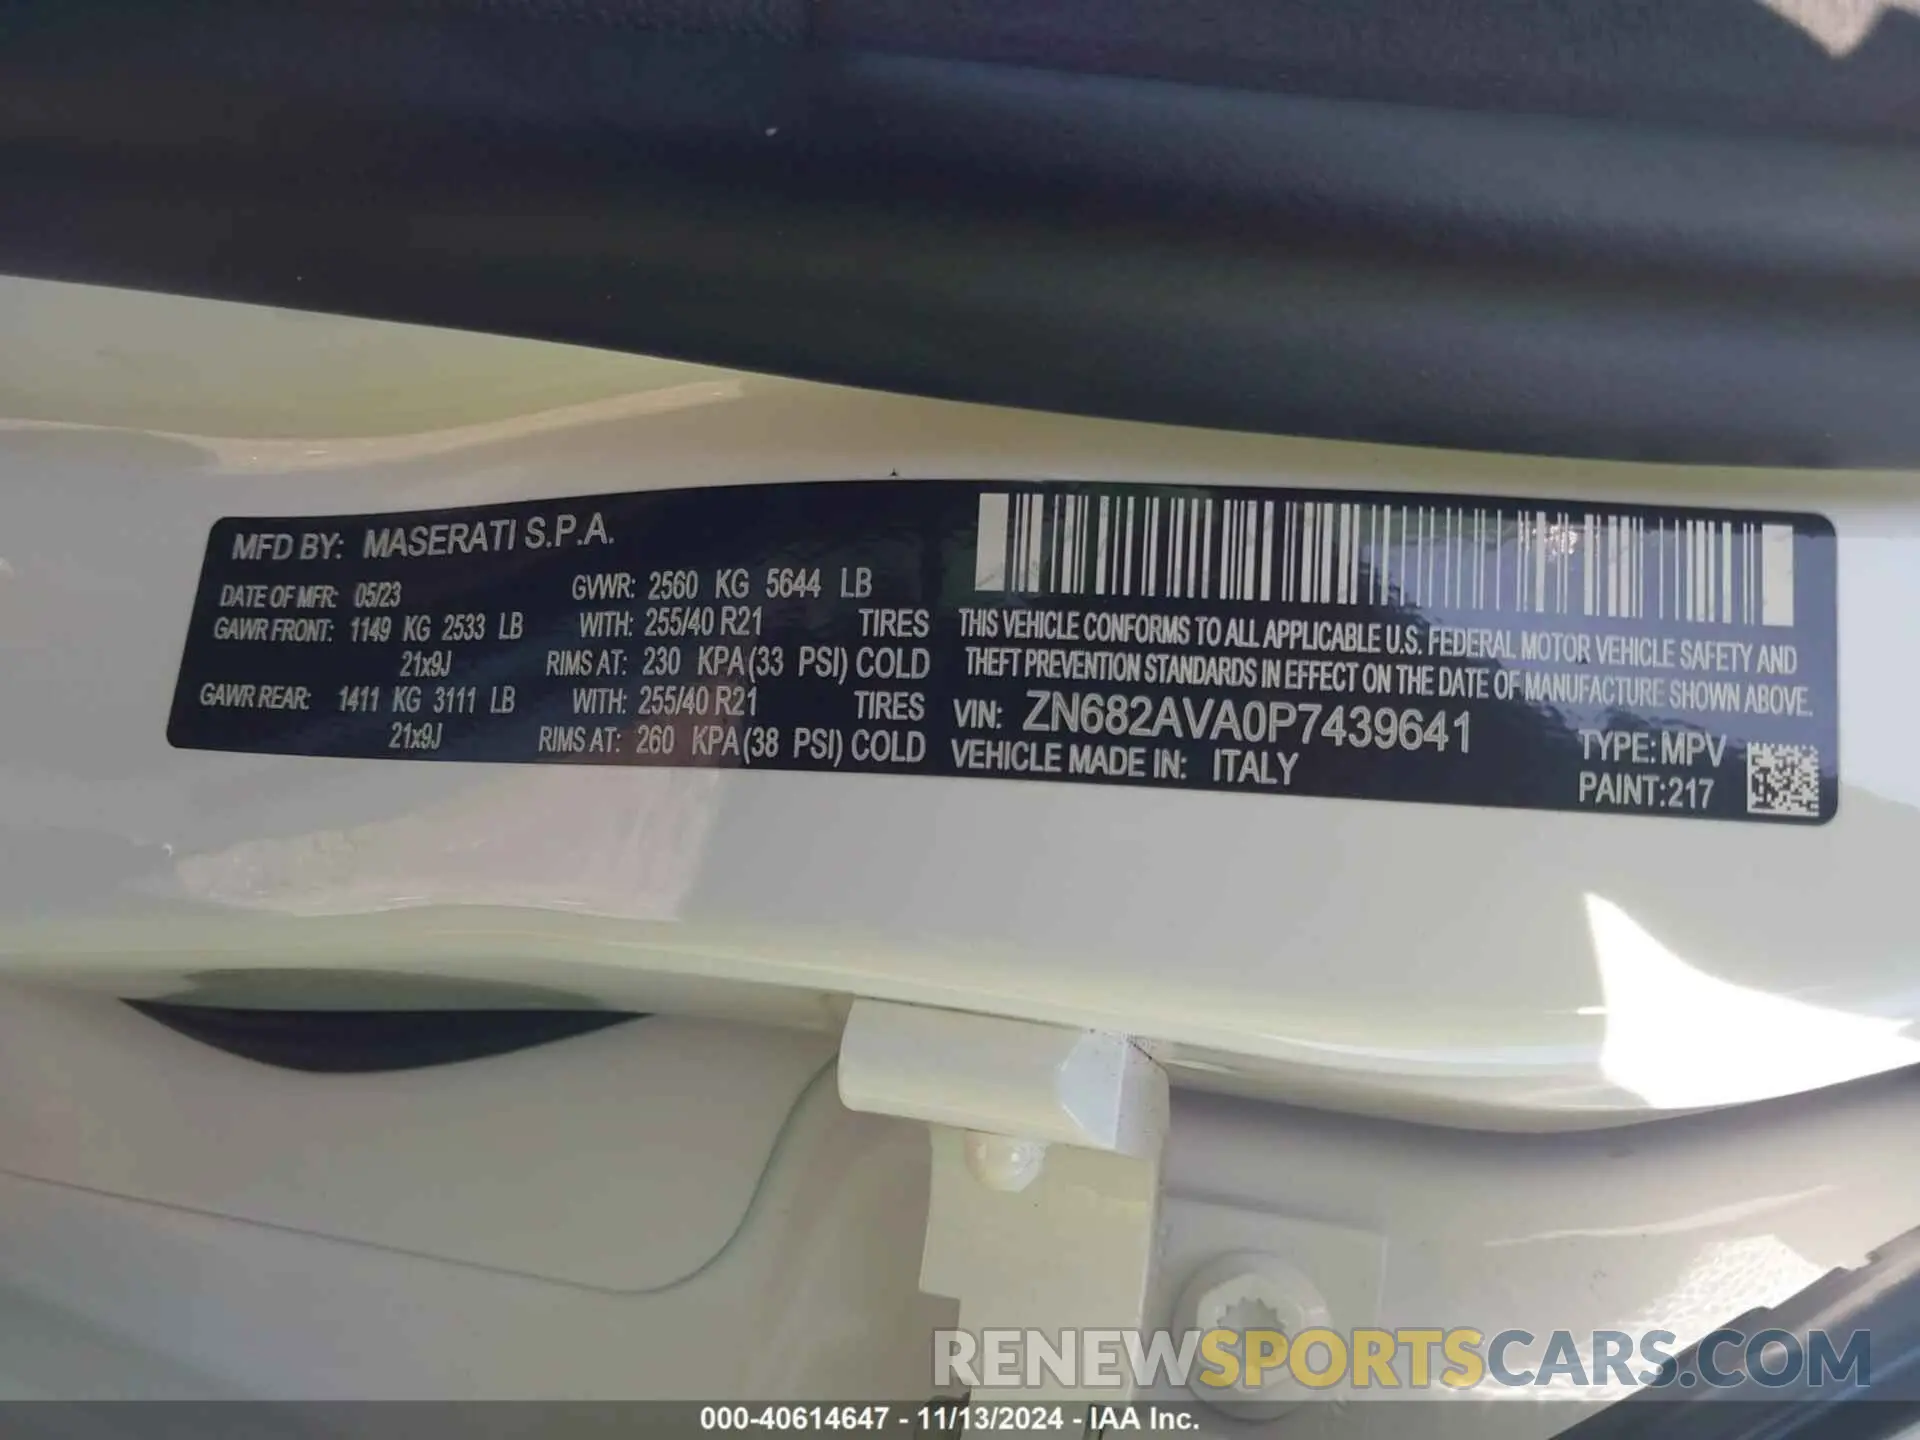 MFD BY: MASERATI S.P.A.
DATE OF MFR: 05/23 GVWR: 2560 KG 5644 LB
GAWR FRONT: 1149 KG 2533 LB WITH: 255/40 R21 TIRES
21x9J RIMS AT: 230 KPA (33 PSI) COLD
GAWR REAR: 1411 KG 3111 LB WITH: 255/40 R21 TIRES
21x9J RIMS AT: 260 KPA (38 PSI) COLD
THIS VEHICLE CONFORMS TO ALL APPLICABLE U.S. FEDERAL MOTOR VEHICLE SAFETY AND
THEFT PREVENTION STANDARDS IN EFFECT ON THE DATE OF MANUFACTURE SHOWN ABOVE.
VIN: ZN682AVA0P7439641
VEHICLE MADE IN: ITALY
TYPE: MPV
PAINT:217
RENEWSPORTSCARS.COM
000-40614647 - 11/13/2024 - IAA Inc.